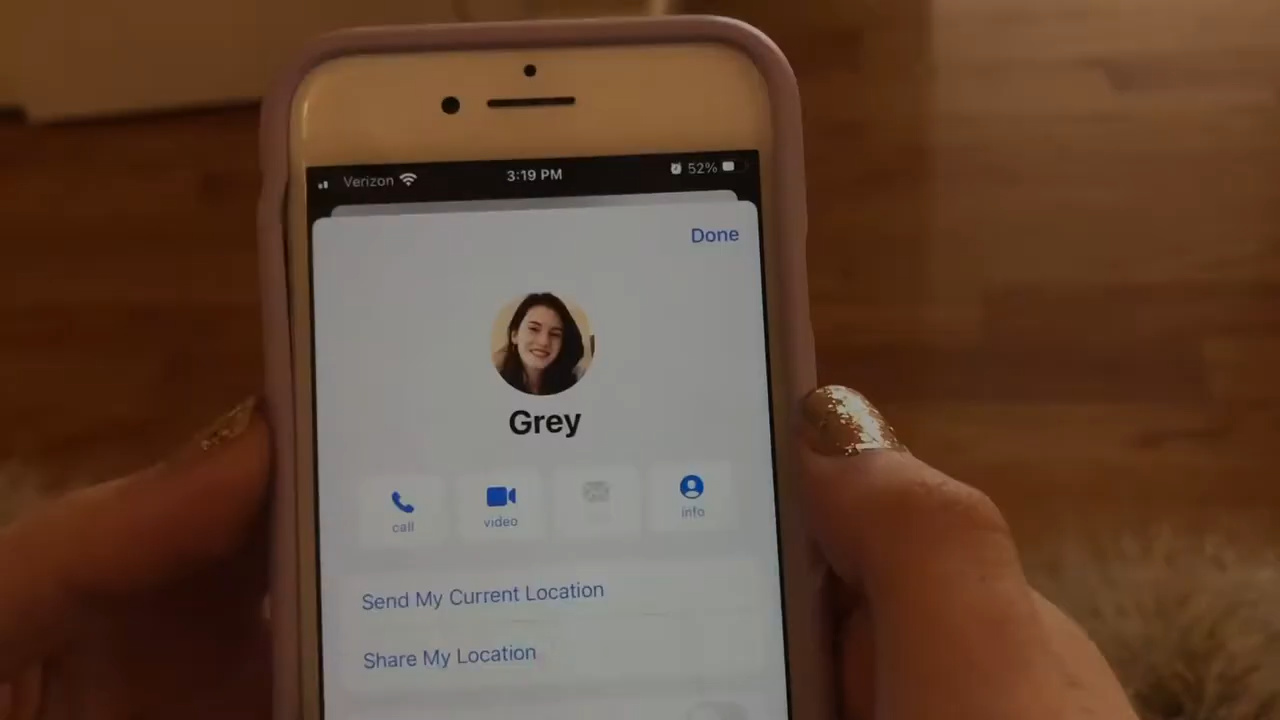 Verizon 3:19 PM 52%
Done
Grey
call video info
Send My Current Location
Share My Location